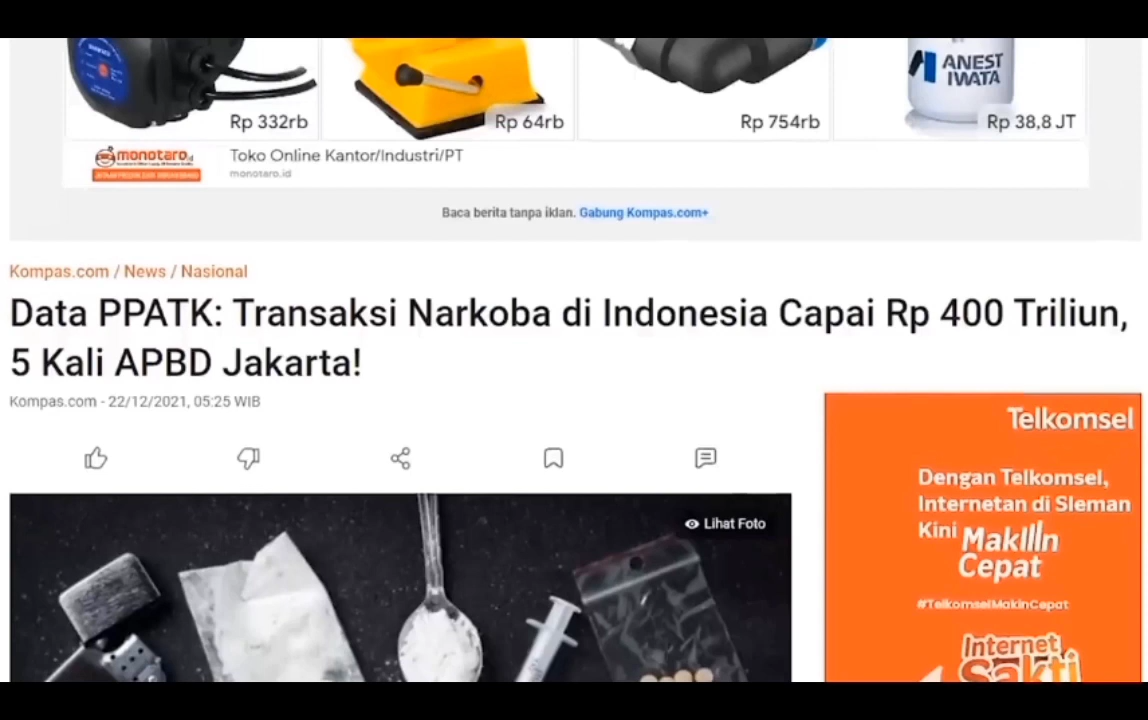 Rp 332rb
Rp 64rb
Rp 754rb
ANEST
IWATA
Rp 38,8 JT
monotaro.id
Toko Online Kantor/Industri/PT
monotaro.id
Baca berita tanpa iklan. Gabung Kompas.com+
Kompas.com / News / Nasional
Data PPATK: Transaksi Narkoba di Indonesia Capai Rp 400 Triliun,
5 Kali APBD Jakarta!
Kompas.com - 22/12/2021, 05:25 WIB
Lihat Foto
Telkomsel
Dengan Telkomsel,
Internetan di Sleman
Kini MakIIIn
Cepat
#TelkomselMakinCepat
Internet
Sakti